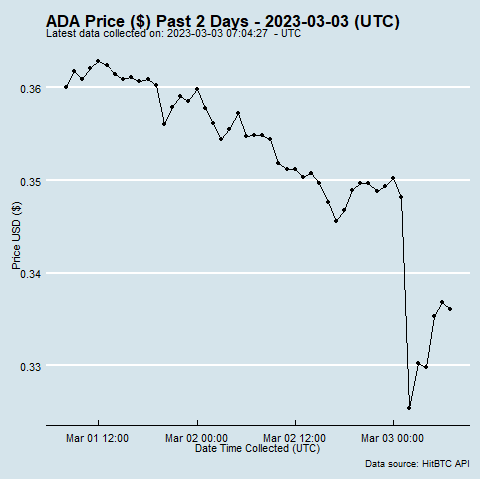 ADA Price ($) Past 2 Days - 2023-03-03 (UTC)
Latest data collected on: 2023-03-03 07:04:27 - UTC
0.36
0.35
0.34
0.33
Price USD ($)
Mar 01 12:00
Mar 02 00:00
Mar 02 12:00
Mar 03 00:00
Date Time Collected (UTC)
Data source: HitBTC API